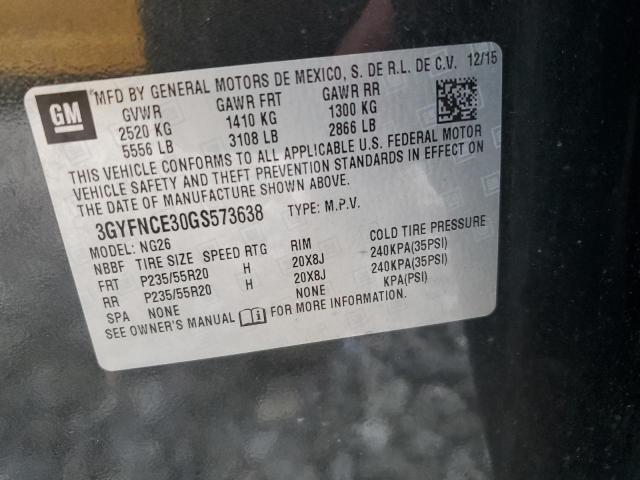 GM
*MFD BY GENERAL MOTORS DE MEXICO, S. DE R.L. DE C.V. 12/15
GVWR GAWR FRT GAWR RR
2520 KG 1410 KG 1300 KG
5556 LB 3108 LB 2866 LB
THIS VEHICLE CONFORMS TO ALL APPLICABLE U.S. FEDERAL MOTOR
VEHICLE SAFETY AND THEFT PREVENTION STANDARDS IN EFFECT ON
THE DATE OF MANUFACTURE SHOWN ABOVE.
3GYFNCE30GS573638 TYPE: M.P.V.
MODEL: NG26
NBBF TIRE SIZE SPEED RTG RIM COLD TIRE PRESSURE
FRT P235/55R20 H 20X8J 240KPA(35PSI)
RR P235/55R20 H 20X8J 240KPA(35PSI)
SPA NONE NONE KPA(PSI)
SEE OWNER'S MANUAL FOR MORE INFORMATION.